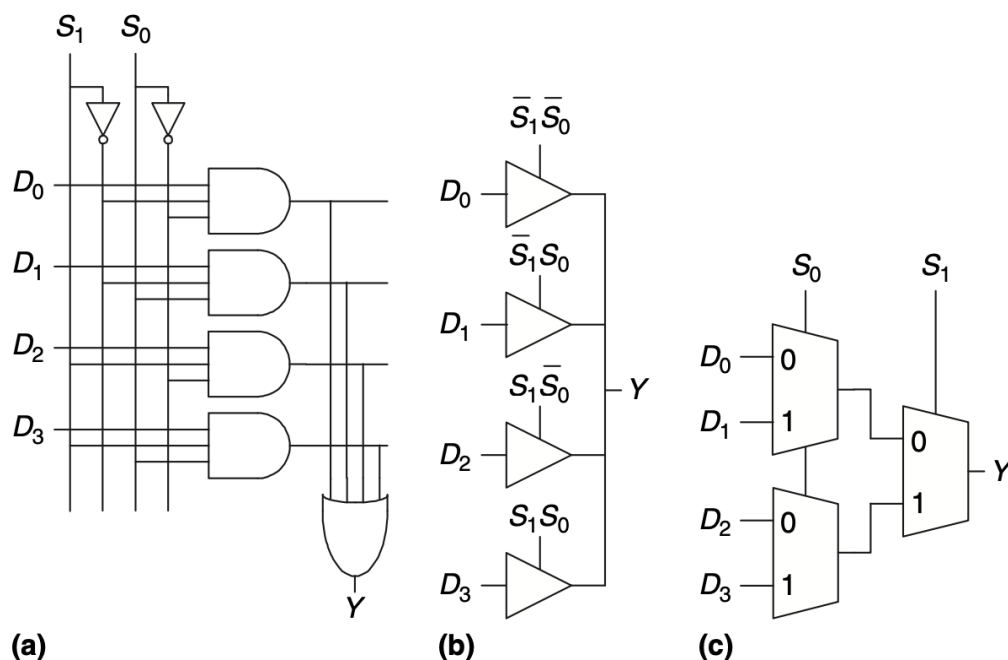 S₁ S₀
D₀
D₁
D₂
D₃
Y
(a)
S̅₁S̅₀
D₀
S̅₁S₀
D₁
S₁S̅₀
D₂
Y
S₁S₀
D₃
(b)
S₀ S₁
D₀ 0
D₁ 1
0
Y
1
D₂ 0
D₃ 1
(c)